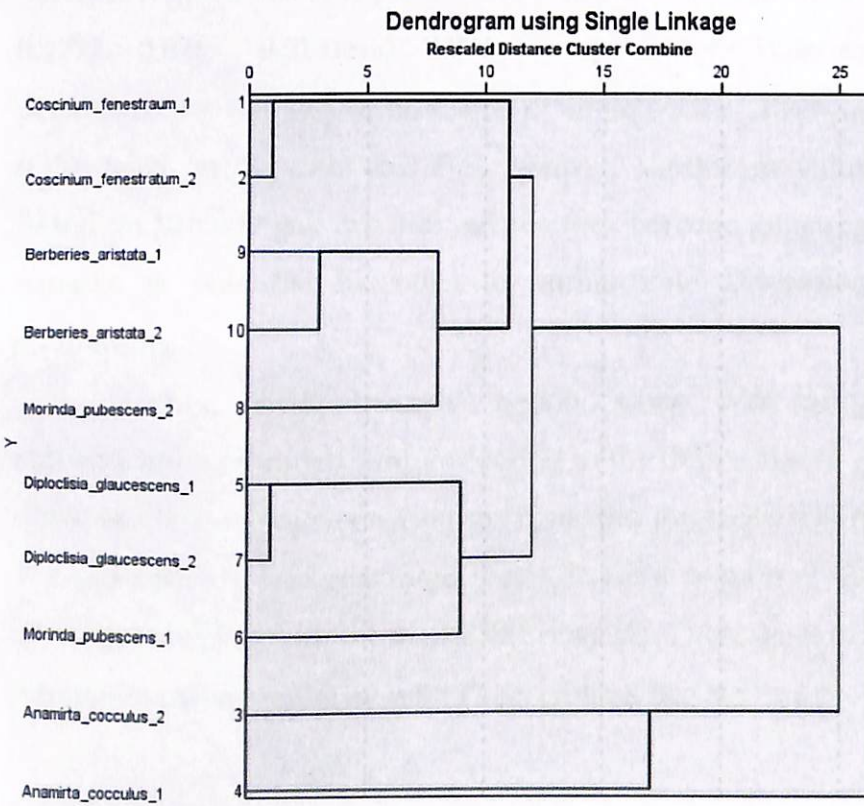 Dendrogram using Single Linkage
Rescaled Distance Cluster Combine
0 5 10 15 20 25
Coscinium_fenestraum_1 1
Coscinium_fenestratum_2 2
Berberies_aristata_1 9
Berberies_aristata_2 10
Morinda_pubescens_2 8
Y
Diploclisia_glaucescens_1 5
Diploclisia_glaucescens_2 7
Morinda_pubescens_1 6
Anamirta_cocculus_2 3
Anamirta_cocculus_1 4